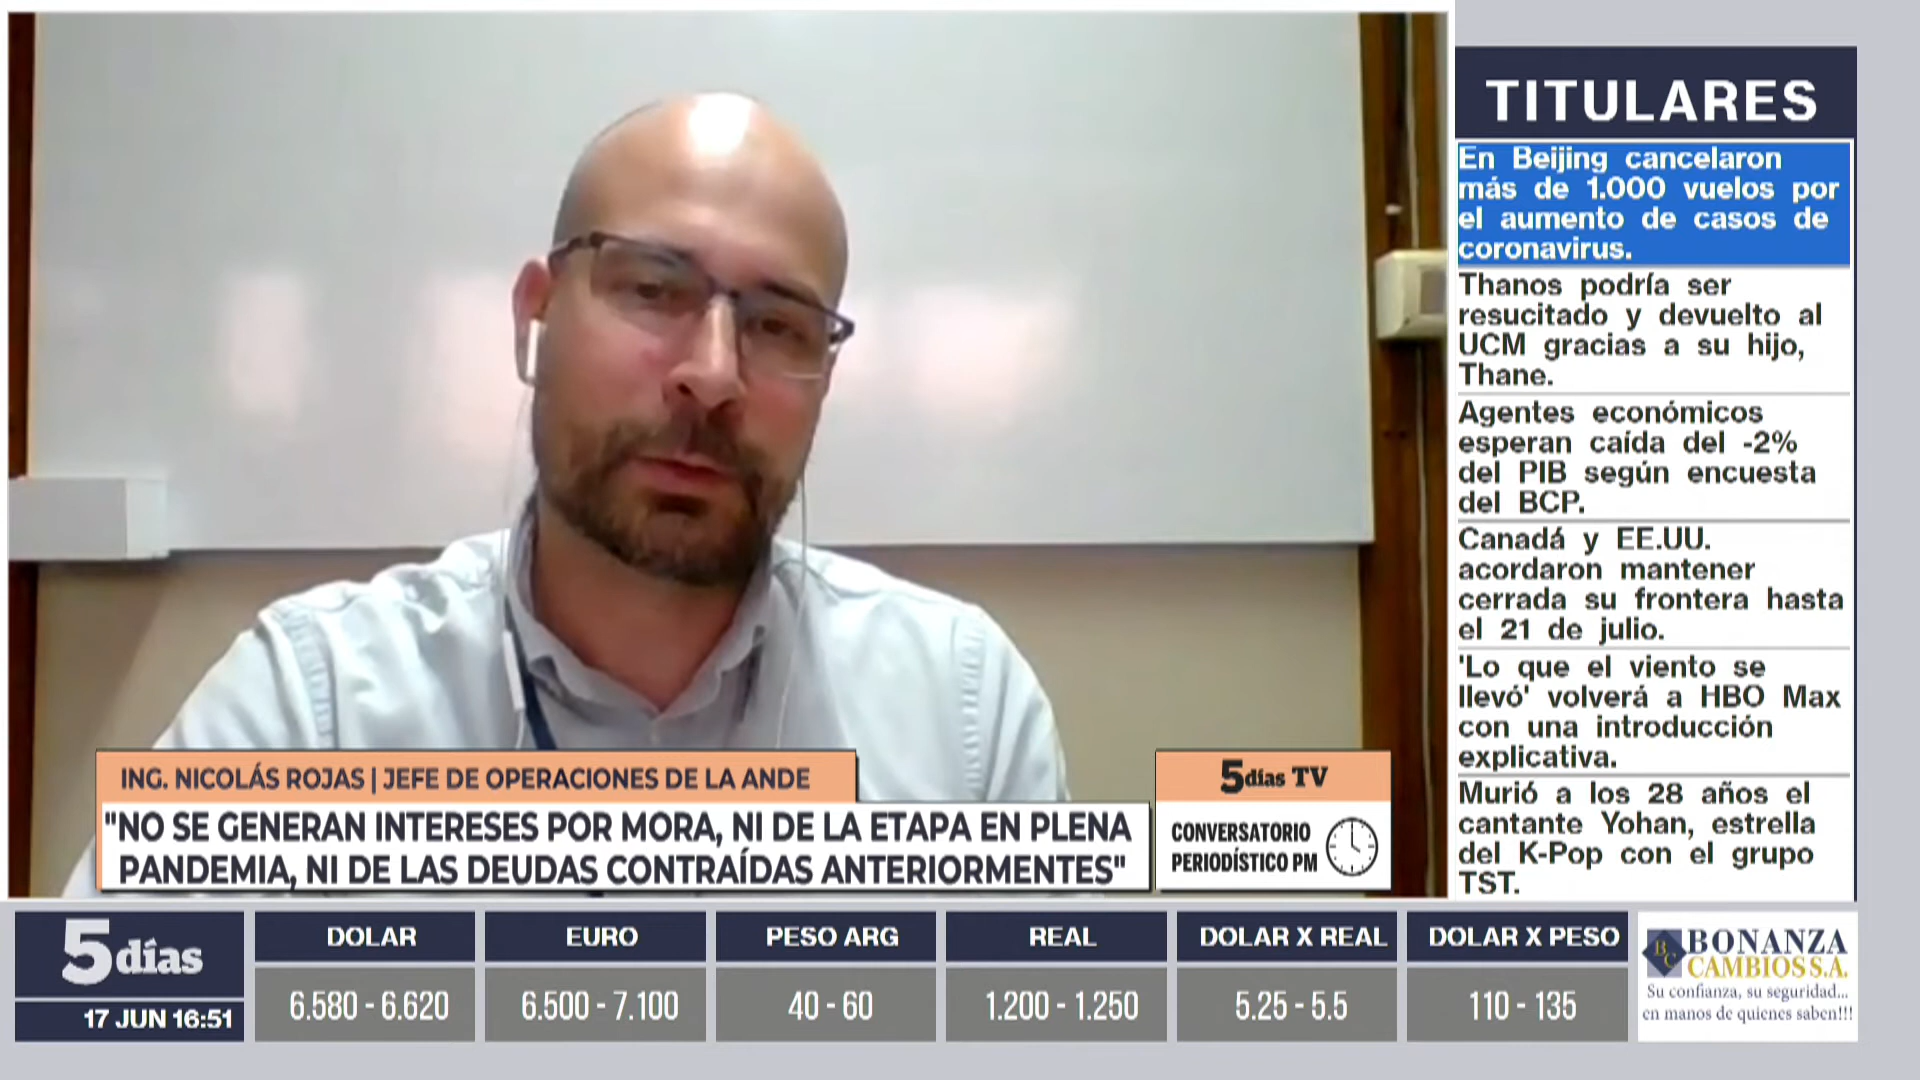 TITULARES
En Beijing cancelaron
más de 1.000 vuelos por
el aumento de casos de
coronavirus.
Thanos podría ser
resucitado y devuelto al
UCM gracias a su hijo,
Thane.
Agentes económicos
esperan caída del -2%
del PIB según encuesta
del BCP.
Canadá y EE.UU.
acordaron mantener
cerrada su frontera hasta
el 21 de julio.
'Lo que el viento se
llevó' volverá a HBO Max
con una introducción
explicativa.
Murió a los 28 años el
cantante Yohan, estrella
del K-Pop con el grupo
TST.
ING. NICOLÁS ROJAS | JEFE DE OPERACIONES DE LA ANDE
"NO SE GENERAN INTERESES POR MORA, NI DE LA ETAPA EN PLENA
PANDEMIA, NI DE LAS DEUDAS CONTRAÍDAS ANTERIORMENTES"
5días TV
CONVERSATORIO
PERIODÍSTICO PM
5días
17 JUN 16:51
DOLAR
6.580 - 6.620
EURO
6.500 - 7.100
PESO ARG
40 - 60
REAL
1.200 - 1.250
DOLAR X REAL
5.25 - 5.5
DOLAR X PESO
110 - 135
BC
BONANZA
CAMBIOS S.A.
Su confianza, su seguridad...
en manos de quienes saben!!!